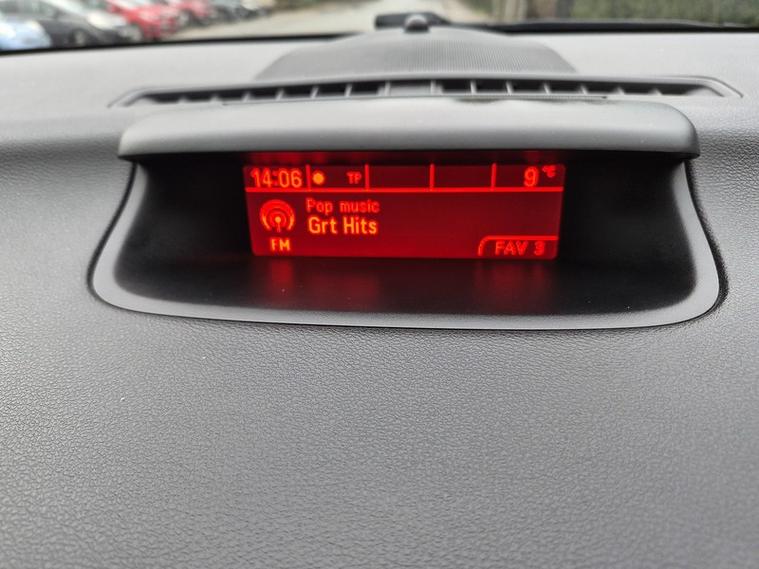 14:06 TP 9 °C
Pop music
Grt Hits
FM
FAV 3